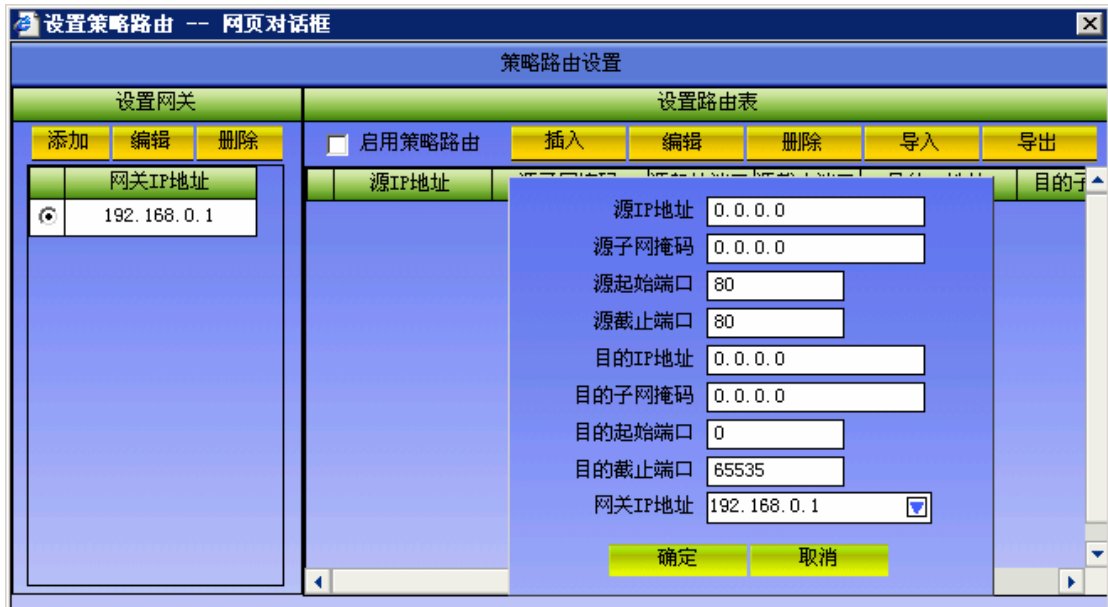 设置策略路由 -- 网页对话框
策略路由设置
设置网关
设置路由表
添加 编辑 删除
启用策略路由 插入 编辑 删除 导入 导出
网关IP地址
源IP地址 目的子
192.168.0.1
源IP地址 0.0.0.0
源子网掩码 0.0.0.0
源起始端口 80
源截止端口 80
目的IP地址 0.0.0.0
目的子网掩码 0.0.0.0
目的起始端口 0
目的截止端口 65535
网关IP地址 192.168.0.1
确定 取消